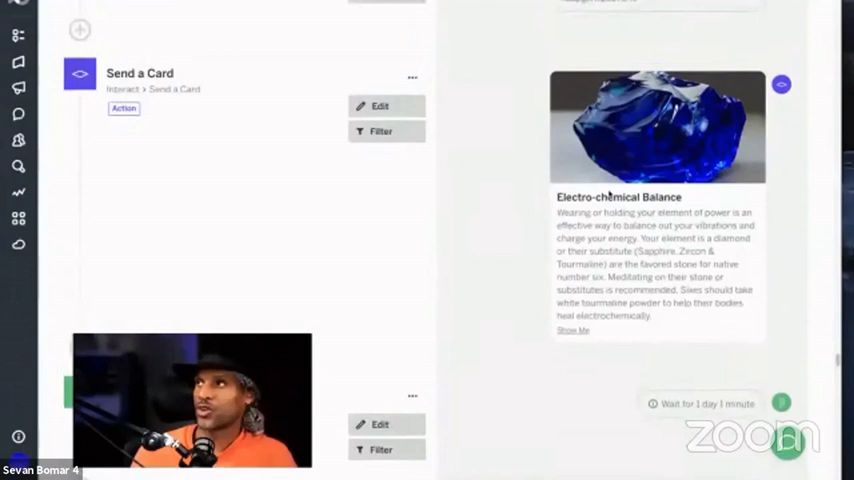 Send a Card
Interact > Send a Card
Action
Edit
Filter
Electro-chemical Balance
Wearing or holding your element of power is an
effective way to balance out your vibrations and
charge your energy. Your element is a diamond
or their substitute (Sapphire, Zircon &
Tourmaline) are the favored stone for native
number six. Meditating on their stone or
substitutes is recommended. Sixes should take
white tourmaline powder to help their bodies
heal electrochemically.
Show Me
Wait for 1 day 1 minute
Edit
Filter
zoom
Sevan Bomar 4